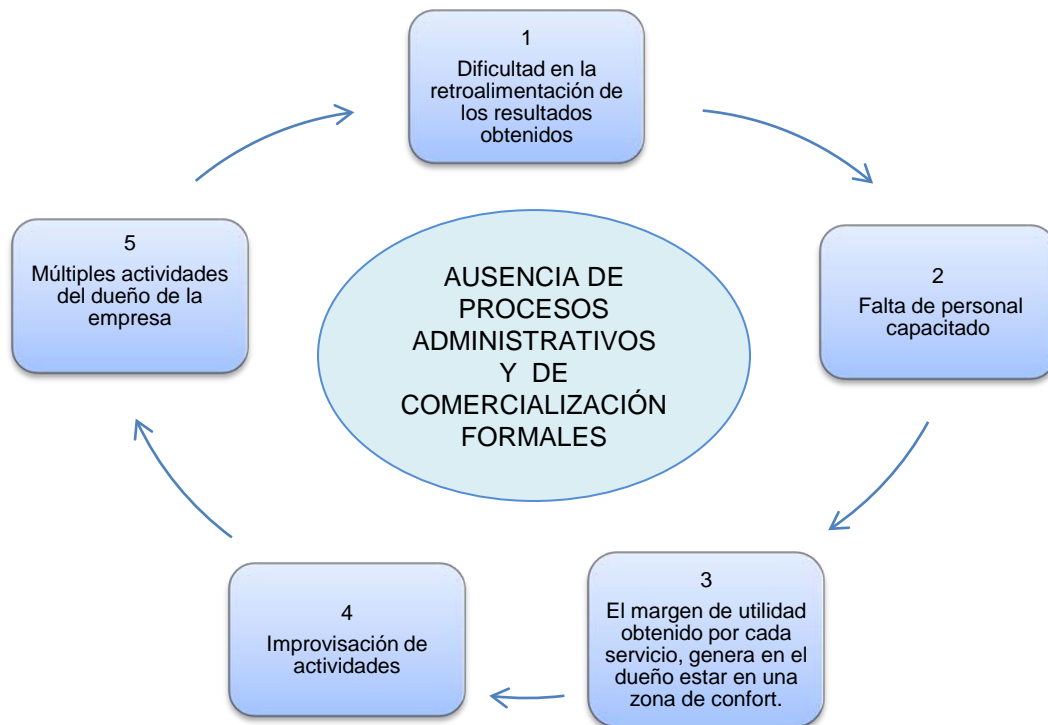 1
Dificultad en la
retroalimentación de
los resultados
obtenidos
2
Falta de personal
capacitado
3
El margen de utilidad
obtenido por cada
servicio, genera en el
dueño estar en una
zona de confort.
4
Improvisación de
actividades
5
Múltiples actividades
del dueño de la
empresa
AUSENCIA DE
PROCESOS
ADMINISTRATIVOS
Y DE
COMERCIALIZACIÓN
FORMALES